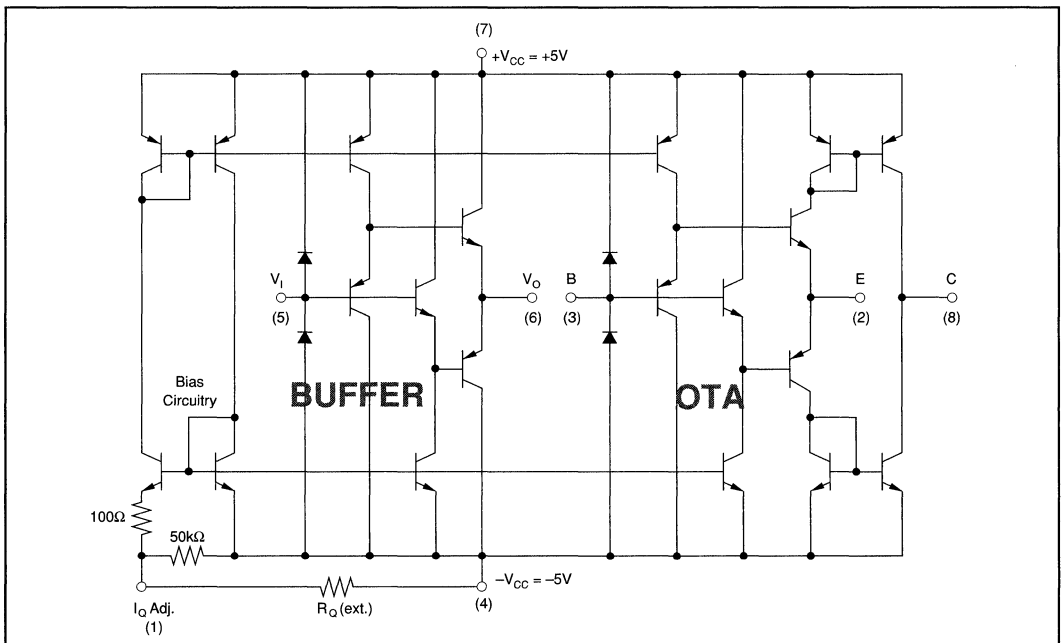 (7)
+VCC = +5V
VI
(5)
VO
(6)
B
(3)
E
(2)
C
(8)
Bias
Circuitry
BUFFER
OTA
100Ω
50kΩ
–VCC = –5V
IQ Adj.
(1)
RQ (ext.)
(4)